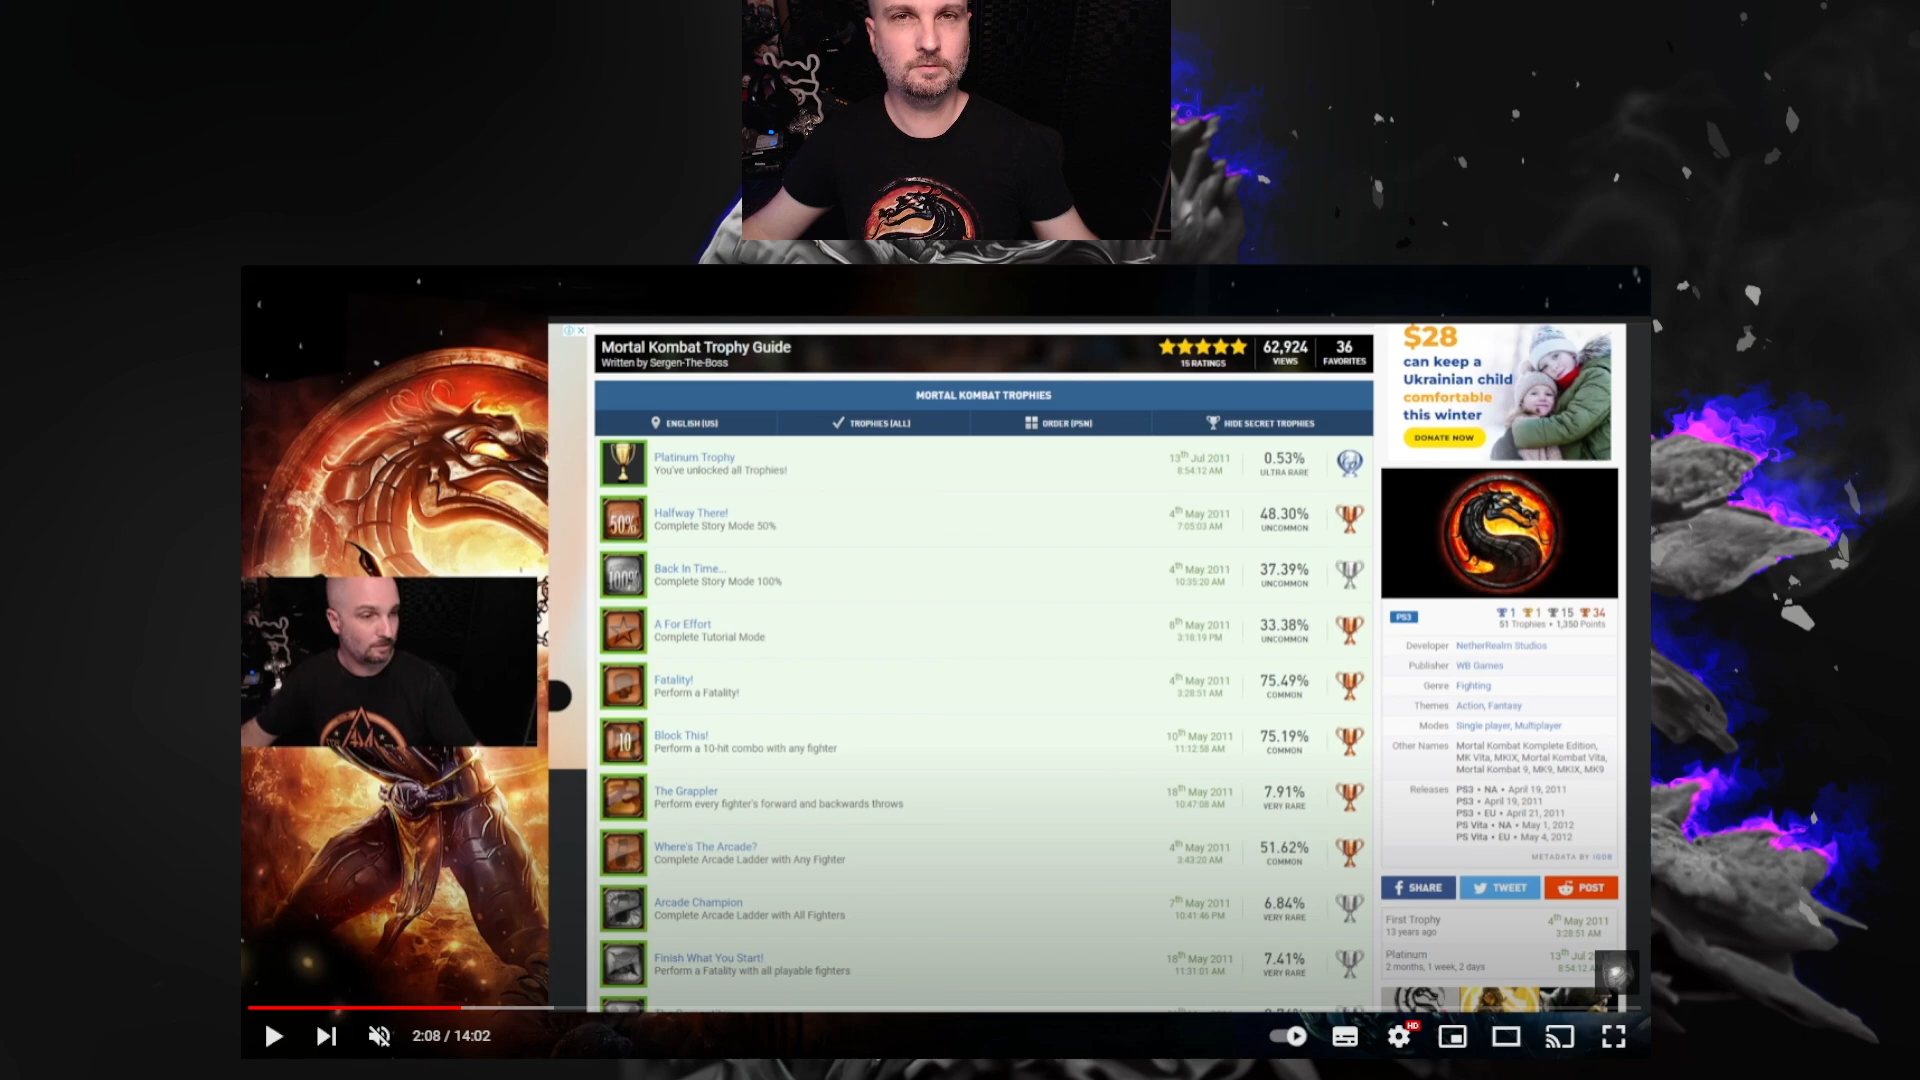 Mortal Kombat Trophy Guide
Written by Sergen-The-Boss
15 RATINGS
62,924
VIEWS
36
FAVORITES
MORTAL KOMBAT TROPHIES
ENGLISH (US)
TROPHIES (ALL)
ORDER (PSN)
HIDE SECRET TROPHIES
Platinum Trophy
You've unlocked all Trophies!
13th Jul 2011
8:54:12 AM
0.53%
ULTRA RARE
50%
Halfway There!
Complete Story Mode 50%
4th May 2011
7:05:03 AM
48.30%
UNCOMMON
100%
Back In Time...
Complete Story Mode 100%
4th May 2011
10:35:20 AM
37.39%
UNCOMMON
A For Effort
Complete Tutorial Mode
8th May 2011
3:18:19 PM
33.38%
UNCOMMON
Fatality!
Perform a Fatality!
4th May 2011
3:28:51 AM
75.49%
COMMON
10
Block This!
Perform a 10-hit combo with any fighter
10th May 2011
11:12:58 AM
75.19%
COMMON
The Grappler
Perform every fighter's forward and backwards throws
18th May 2011
10:47:08 AM
7.91%
VERY RARE
Where's The Arcade?
Complete Arcade Ladder with Any Fighter
4th May 2011
3:43:20 AM
51.62%
COMMON
Arcade Champion
Complete Arcade Ladder with All Fighters
7th May 2011
10:41:46 PM
6.84%
VERY RARE
Finish What You Start!
Perform a Fatality with all playable fighters
18th May 2011
11:31:01 AM
7.41%
VERY RARE
$28
can keep a
Ukrainian child
comfortable
this winter
DONATE NOW
PS3
1 1 15 34
51 Trophies • 1,350 Points
Developer NetherRealm Studios
Publisher WB Games
Genre Fighting
Themes Action, Fantasy
Modes Single player, Multiplayer
Other Names Mortal Kombat Komplete Edition,
MK Vita, MKIX, Mortal Kombat Vita,
Mortal Kombat 9, MK9, MKIX, MK9
Releases PS3 • NA • April 19, 2011
PS3 • April 19, 2011
PS3 • EU • April 21, 2011
PS Vita • NA • May 1, 2012
PS Vita • EU • May 4, 2012
METADATA BY IGDB
SHARE
TWEET
POST
First Trophy
13 years ago
4th May 2011
3:28:51 AM
Platinum
2 months, 1 week, 2 days
13th Jul
8:54:12
2:08 / 14:02
HD